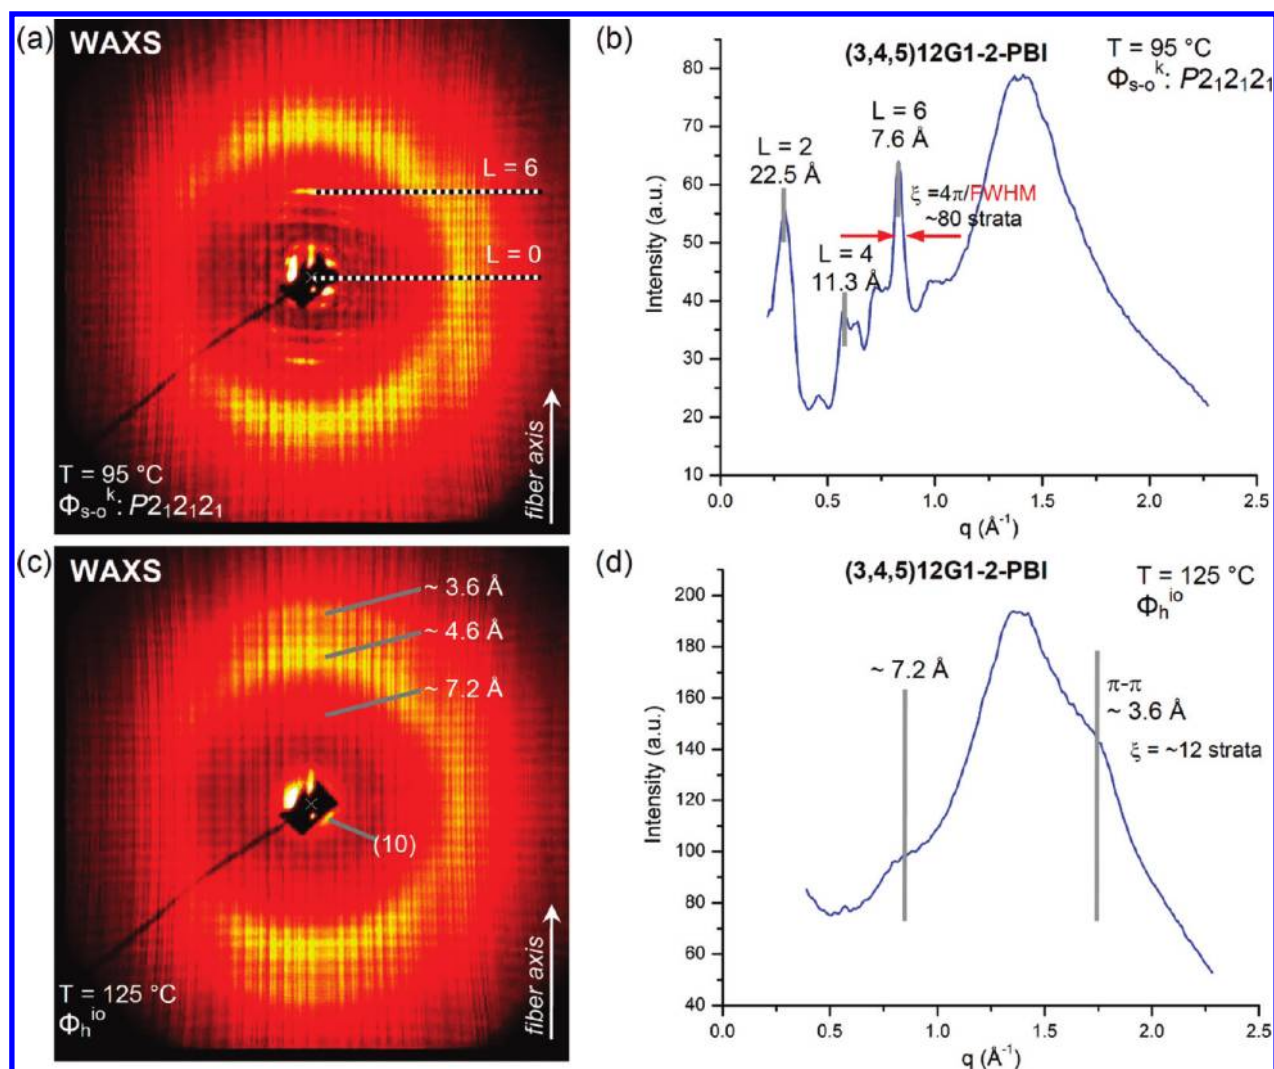 (a)
WAXS
L = 6
L = 0
T = 95 °C
Φs-o^k: P2₁2₁2₁
fiber axis
(b)
(3,4,5)12G1-2-PBI
T = 95 °C
Φs-o^k: P2₁2₁2₁
L = 2
22.5 Å
L = 4
11.3 Å
L = 6
7.6 Å
ξ =4π/FWHM
~80 strata
Intensity (a.u.)
80
70
60
50
40
30
20
10
0.0 0.5 1.0 1.5 2.0 2.5
q (Å⁻¹)
(c)
WAXS
~ 3.6 Å
~ 4.6 Å
~ 7.2 Å
(10)
T = 125 °C
Φh^io
fiber axis
(d)
(3,4,5)12G1-2-PBI
T = 125 °C
Φh^io
~ 7.2 Å
π-π
~ 3.6 Å
ξ = ~12 strata
Intensity (a.u.)
200
180
160
140
120
100
80
60
40
0.0 0.5 1.0 1.5 2.0 2.5
q (Å⁻¹)